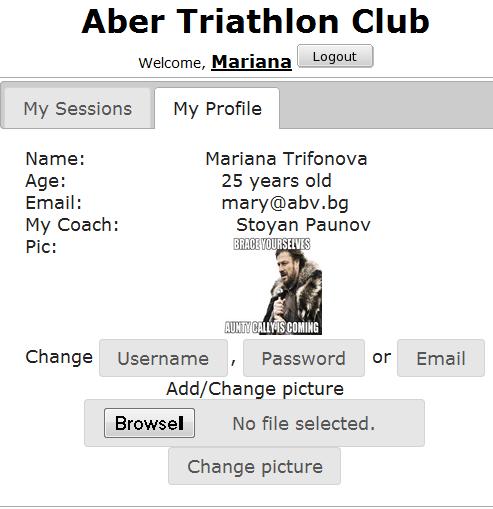 Aber Triathlon Club
Welcome, Mariana Logout
My Sessions My Profile
Name: Mariana Trifonova
Age: 25 years old
Email: mary@abv.bg
My Coach: Stoyan Paunov
Pic:
BRACE YOURSELVES
AUNTY CALLY IS COMING
Change Username , Password or Email
Add/Change picture
Browse… No file selected.
Change picture